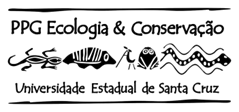 PPG Ecologia & Conservação
Universidade Estadual de Santa Cruz